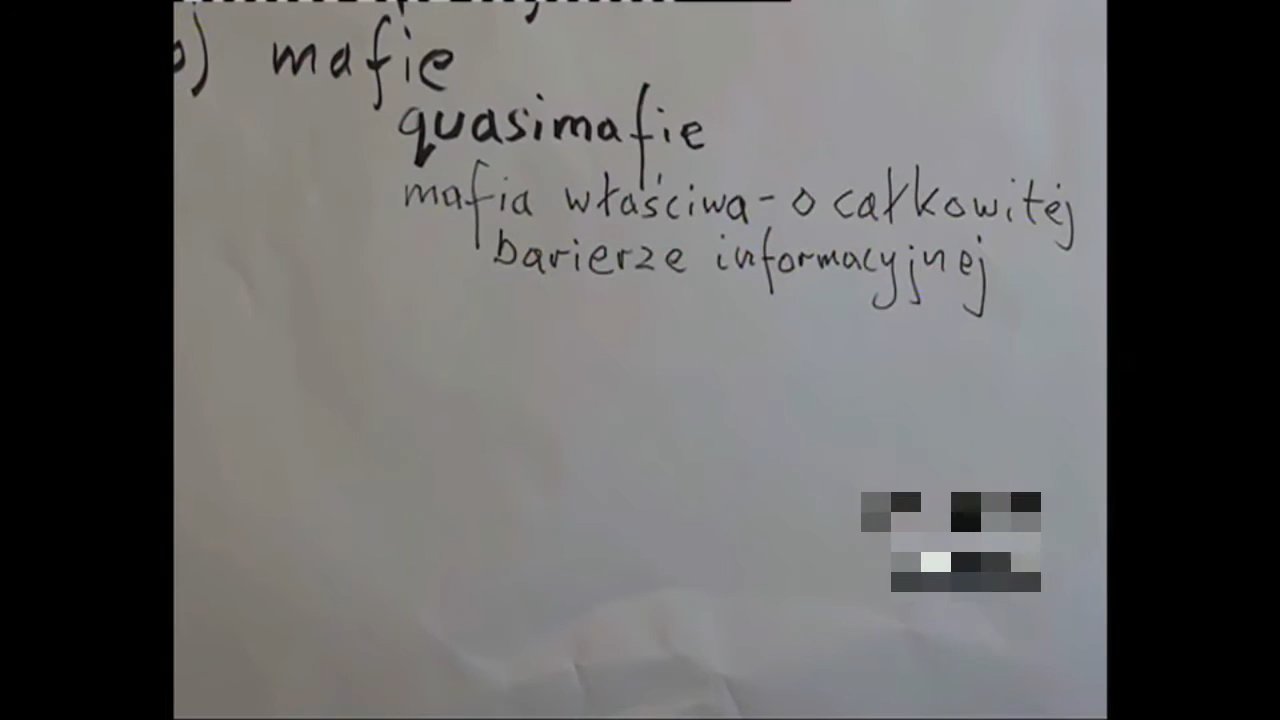 b) mafie
quasimafie
mafia właściwa - o całkowitej
barierze informacyjnej